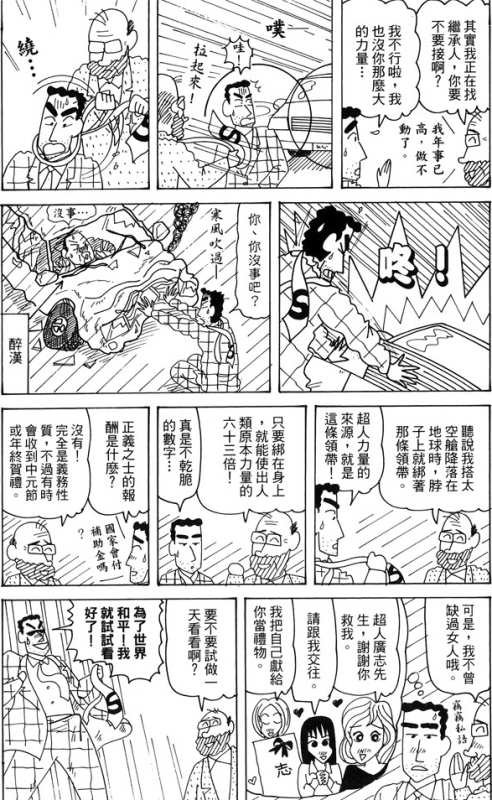 其實我正在找
繼承人，你要
不要接啊？
我年事已
高，做不
動了。
我不行啦，我
也沒你那麼大
的力量…
噗
哇！
拉起來！
S
繞…
S
咚！
S
你、你沒事吧？
寒風吹過—
沒事…
醉漢
聽說我搭太
空艙降落在
地球時，脖
子上就綁著
那條領帶。
超人力量的
來源，就是
這條領帶！
S
只要綁在身上
，就能使出人
類原本力量的
六十三倍！
真是不乾脆
的數字…
正義之士的報
酬是什麼？
國家會付
補助金嗎—
？
沒有！
完全是義務性
質，不過有時
會收到中元節
或年終賀禮。
可是，我不曾
缺過女人哦。
竊竊私語
超人廣志先
生，謝謝你
救我。
請跟我交往。
我把自己獻給
你當禮物。
志
要不要試做一
天看看啊？
為了世界
和平！我
就試試看
好了！
S